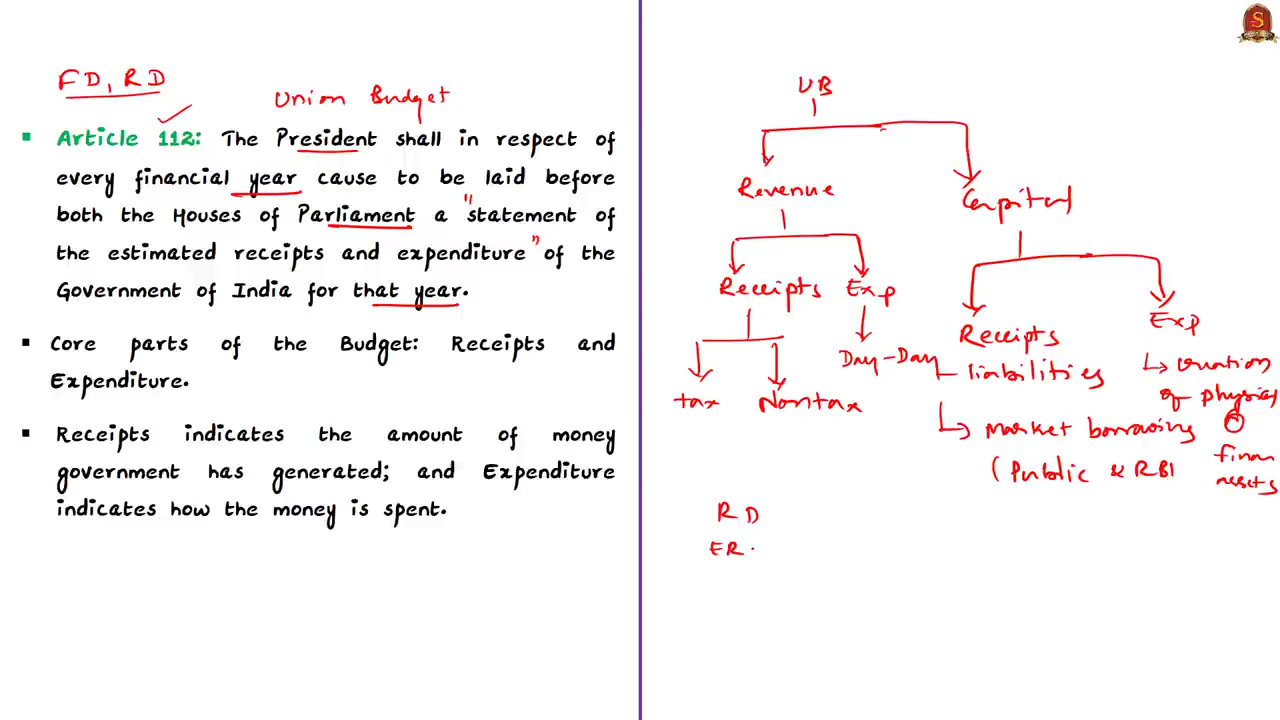 FD, RD
Union Budget
▪ Article 112: The President shall in respect of
every financial year cause to be laid before
both the Houses of Parliament a "statement of
the estimated receipts and expenditure" of the
Government of India for that year.
▪ Core parts of the Budget: Receipts and
Expenditure.
▪ Receipts indicates the amount of money
government has generated; and Expenditure
indicates how the money is spent.
UB
Revenue Capital
Receipts Exp
Receipts Exp
Day-Day
tax Nontax
liabilities
market borrowing
(Public & RBI
of physical
finan
assets
RD
ER.